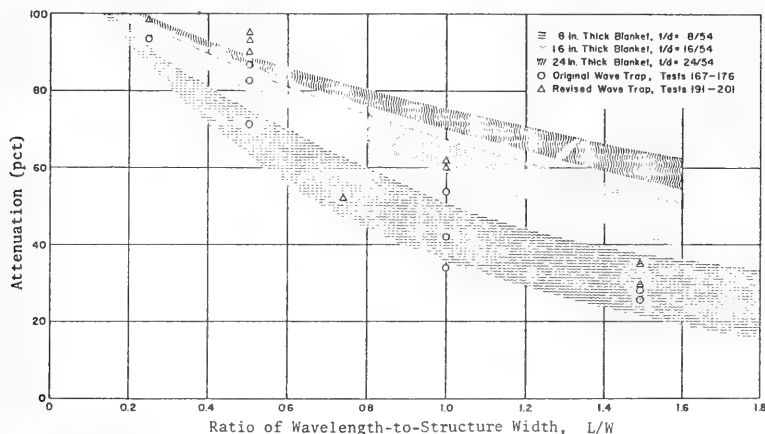 100
80
60
40
20
0
Attenuation (pct)
8 in. Thick Blanket, t/d = 8/54
16 in. Thick Blanket, t/d = 16/54
24 in. Thick Blanket, t/d = 24/54
Original Wave Trap, Tests 167-176
Revised Wave Trap, Tests 191-201
0 0.2 0.4 0.6 0.8 1.0 1.2 1.4 1.6 1.8
Ratio of Wavelength-to-Structure Width, L/W